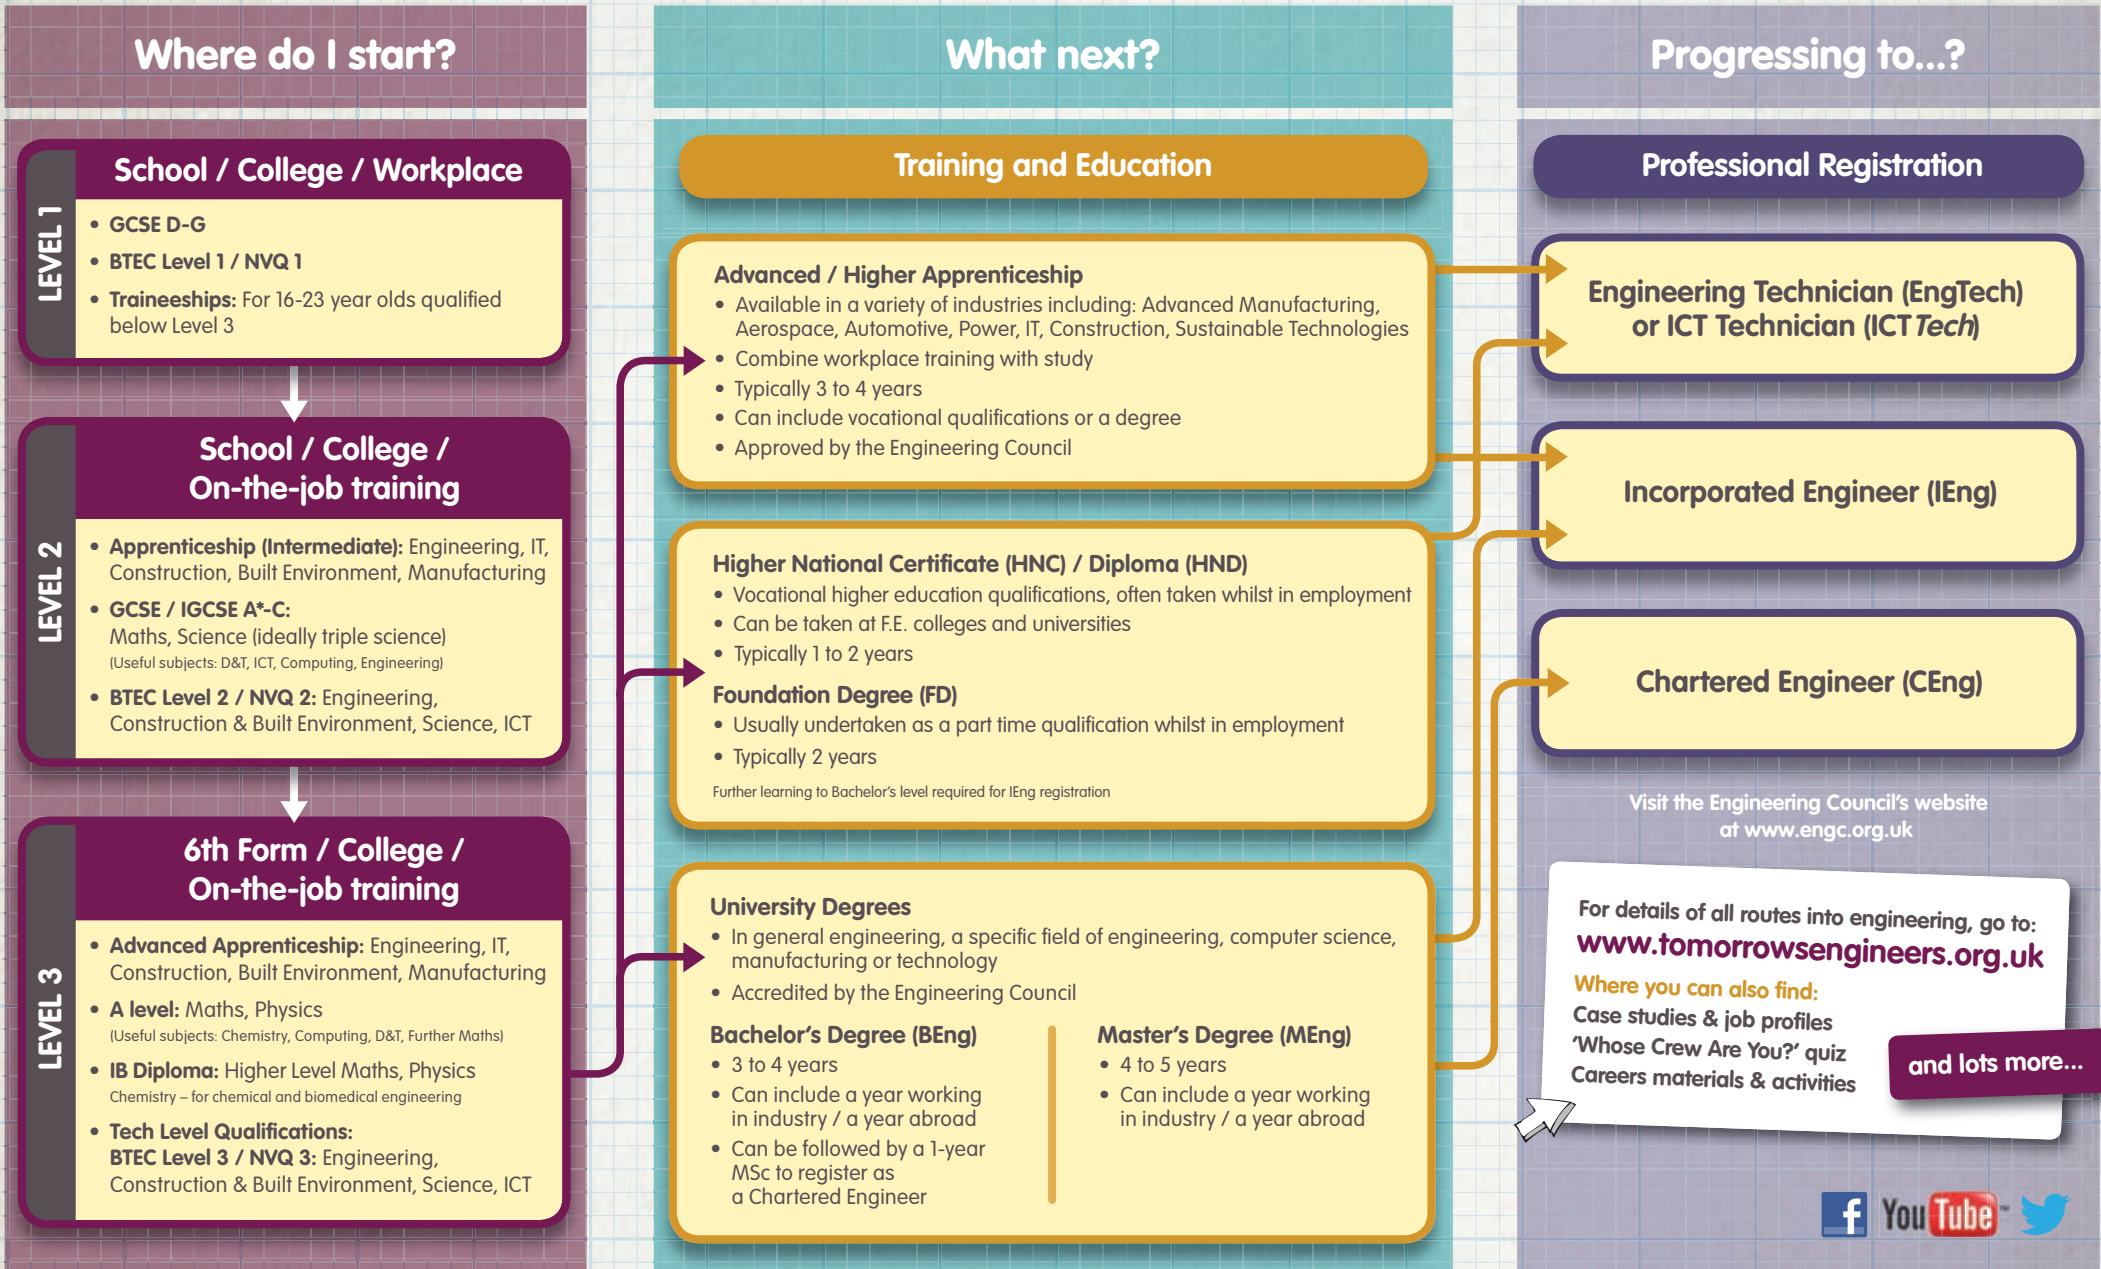 Where do I start?
LEVEL 1
School / College / Workplace
• GCSE D-G
• BTEC Level 1 / NVQ 1
• Traineeships: For 16-23 year olds qualified
below Level 3
LEVEL 2
School / College /
On-the-job training
• Apprenticeship (Intermediate): Engineering, IT,
Construction, Built Environment, Manufacturing
• GCSE / IGCSE A*-C:
Maths, Science (ideally triple science)
(Useful subjects: D&T, ICT, Computing, Engineering)
• BTEC Level 2 / NVQ 2: Engineering,
Construction & Built Environment, Science, ICT
LEVEL 3
6th Form / College /
On-the-job training
• Advanced Apprenticeship: Engineering, IT,
Construction, Built Environment, Manufacturing
• A level: Maths, Physics
(Useful subjects: Chemistry, Computing, D&T, Further Maths)
• IB Diploma: Higher Level Maths, Physics
Chemistry – for chemical and biomedical engineering
• Tech Level Qualifications:
BTEC Level 3 / NVQ 3: Engineering,
Construction & Built Environment, Science, ICT
What next?
Training and Education
Advanced / Higher Apprenticeship
• Available in a variety of industries including: Advanced Manufacturing,
Aerospace, Automotive, Power, IT, Construction, Sustainable Technologies
• Combine workplace training with study
• Typically 3 to 4 years
• Can include vocational qualifications or a degree
• Approved by the Engineering Council
Higher National Certificate (HNC) / Diploma (HND)
• Vocational higher education qualifications, often taken whilst in employment
• Can be taken at F.E. colleges and universities
• Typically 1 to 2 years
Foundation Degree (FD)
• Usually undertaken as a part time qualification whilst in employment
• Typically 2 years
Further learning to Bachelor's level required for IEng registration
University Degrees
• In general engineering, a specific field of engineering, computer science,
manufacturing or technology
• Accredited by the Engineering Council
Bachelor's Degree (BEng)
• 3 to 4 years
• Can include a year working
in industry / a year abroad
• Can be followed by a 1-year
MSc to register as
a Chartered Engineer
Master's Degree (MEng)
• 4 to 5 years
• Can include a year working
in industry / a year abroad
Progressing to...?
Professional Registration
Engineering Technician (EngTech)
or ICT Technician (ICTTech)
Incorporated Engineer (IEng)
Chartered Engineer (CEng)
Visit the Engineering Council's website
at www.engc.org.uk
For details of all routes into engineering, go to:
www.tomorrowsengineers.org.uk
Where you can also find:
Case studies & job profiles
'Whose Crew Are You?' quiz
Careers materials & activities
and lots more...
f
YouTube™